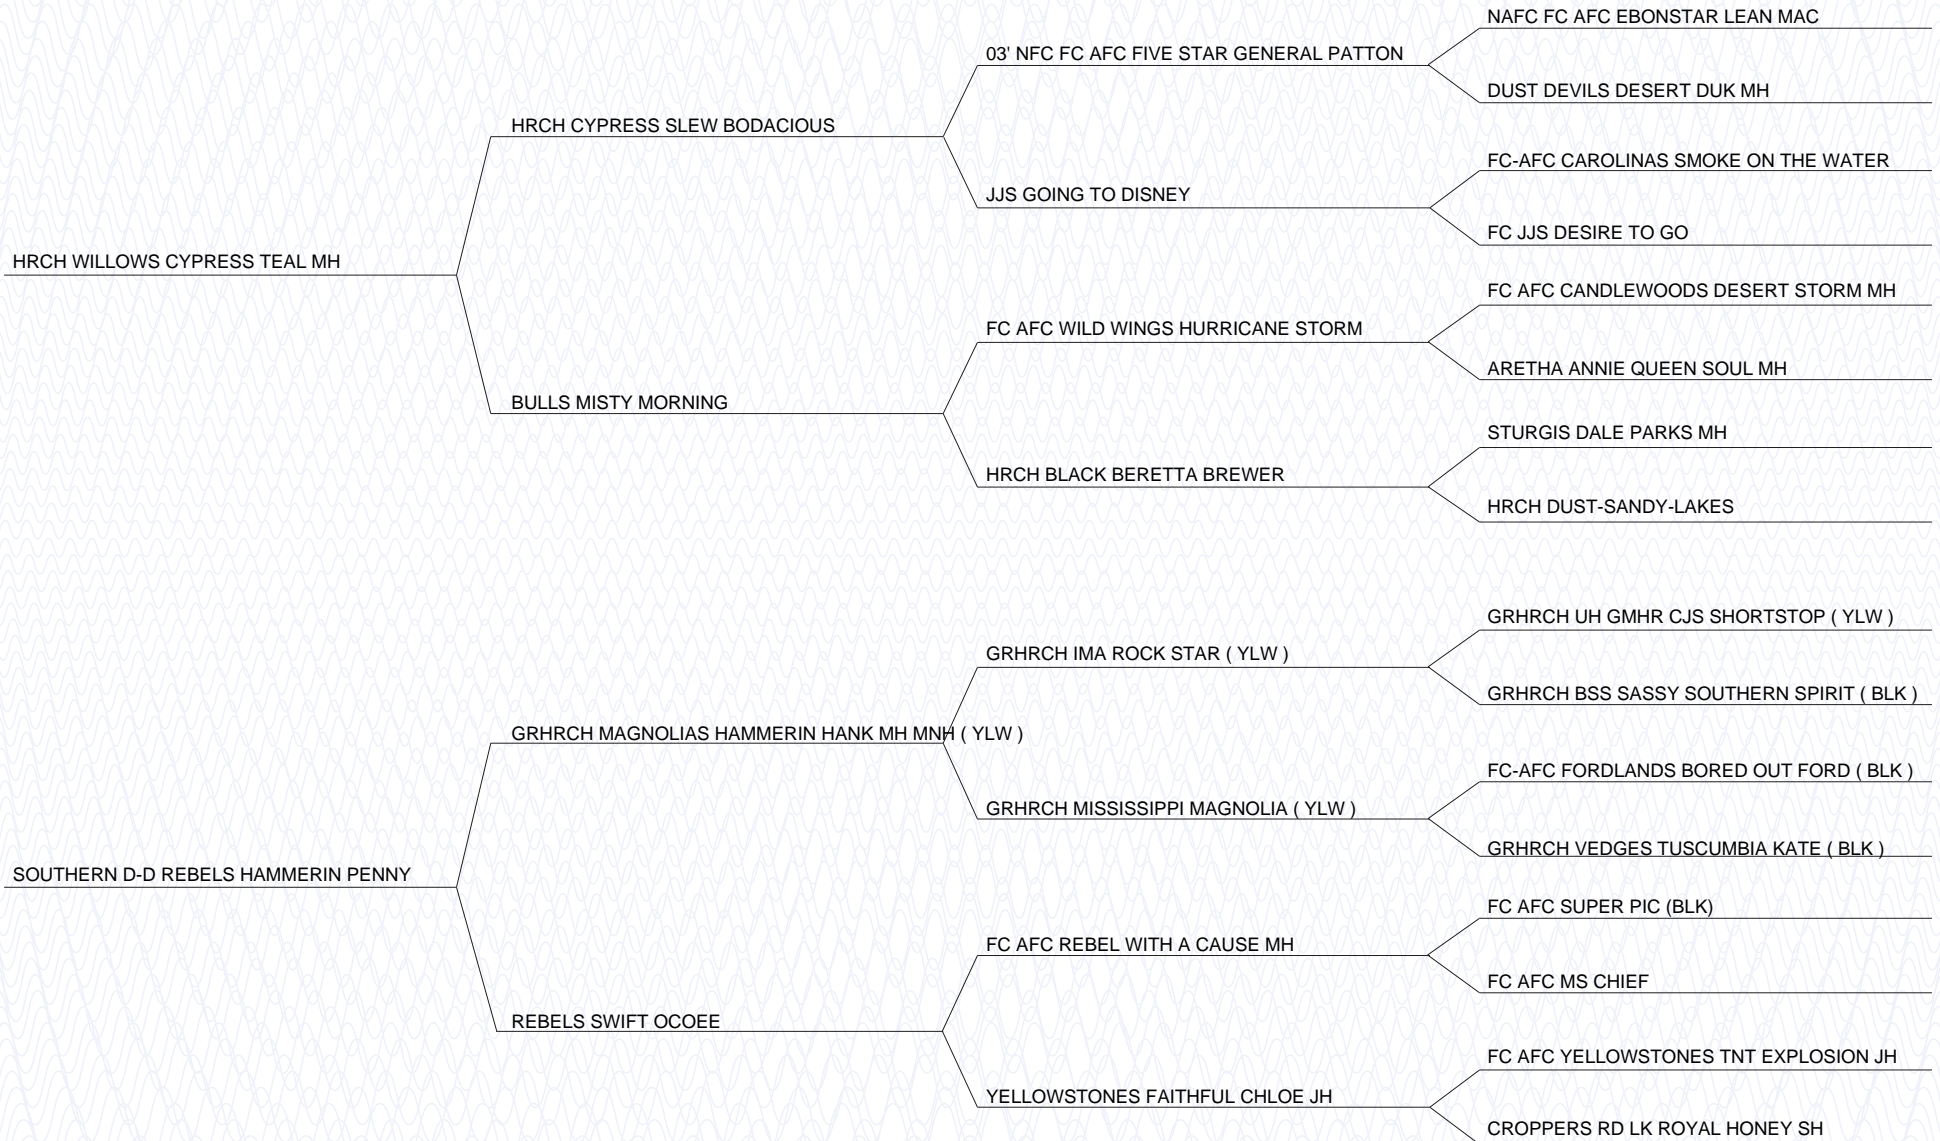 NAFC FC AFC EBONSTAR LEAN MAC
03' NFC FC AFC FIVE STAR GENERAL PATTON
DUST DEVILS DESERT DUK MH
HRCH CYPRESS SLEW BODACIOUS
FC-AFC CAROLINAS SMOKE ON THE WATER
JJS GOING TO DISNEY
FC JJS DESIRE TO GO
HRCH WILLOWS CYPRESS TEAL MH
FC AFC CANDLEWOODS DESERT STORM MH
FC AFC WILD WINGS HURRICANE STORM
ARETHA ANNIE QUEEN SOUL MH
BULLS MISTY MORNING
STURGIS DALE PARKS MH
HRCH BLACK BERETTA BREWER
HRCH DUST-SANDY-LAKES
GRHRCH UH GMHR CJS SHORTSTOP ( YLW )
GRHRCH IMA ROCK STAR ( YLW )
GRHRCH BSS SASSY SOUTHERN SPIRIT ( BLK )
GRHRCH MAGNOLIAS HAMMERIN HANK MH MNH ( YLW )
FC-AFC FORDLANDS BORED OUT FORD ( BLK )
GRHRCH MISSISSIPPI MAGNOLIA ( YLW )
GRHRCH VEDGES TUSCUMBIA KATE ( BLK )
SOUTHERN D-D REBELS HAMMERIN PENNY
FC AFC SUPER PIC (BLK)
FC AFC REBEL WITH A CAUSE MH
FC AFC MS CHIEF
REBELS SWIFT OCOEE
FC AFC YELLOWSTONES TNT EXPLOSION JH
YELLOWSTONES FAITHFUL CHLOE JH
CROPPERS RD LK ROYAL HONEY SH